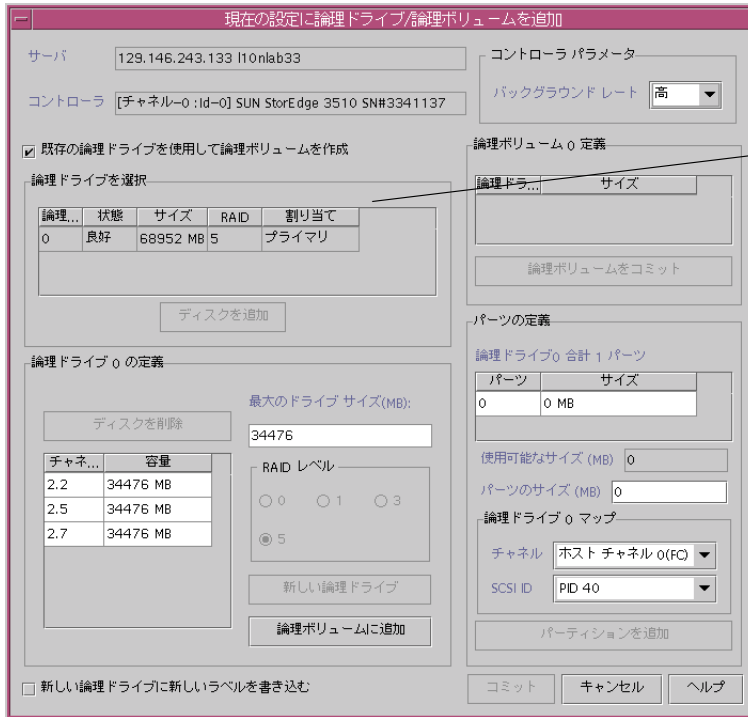 現在の設定に論理ドライブ/論理ボリュームを追加
サーバ 129.146.243.133 l10nlab33
コントローラ [チャネル-0 :Id-0] SUN StorEdge 3510 SN#3341137
コントローラ パラメータ
バックグラウンド レート 高
既存の論理ドライブを使用して論理ボリュームを作成
論理ドライブを選択
論理... 状態 サイズ RAID 割り当て
0 良好 68952 MB 5 プライマリ
ディスクを追加
論理ボリューム 0 定義
論理ドラ... サイズ
論理ボリュームをコミット
論理ドライブ 0 の定義
ディスクを削除
チャネ... 容量
2.2 34476 MB
2.5 34476 MB
2.7 34476 MB
最大のドライブ サイズ(MB):
34476
RAID レベル
0 1 3
5
新しい論理ドライブ
論理ボリュームに追加
パーツの定義
論理ドライブ0 合計 1 パーツ
パーツ サイズ
0 0 MB
使用可能なサイズ (MB) 0
パーツのサイズ (MB) 0
論理ドライブ 0 マップ
チャネル ホスト チャネル 0(FC)
SCSI ID PID 40
パーティションを追加
新しい論理ドライブに新しいラベルを書き込む
コミット キャンセル ヘルプ